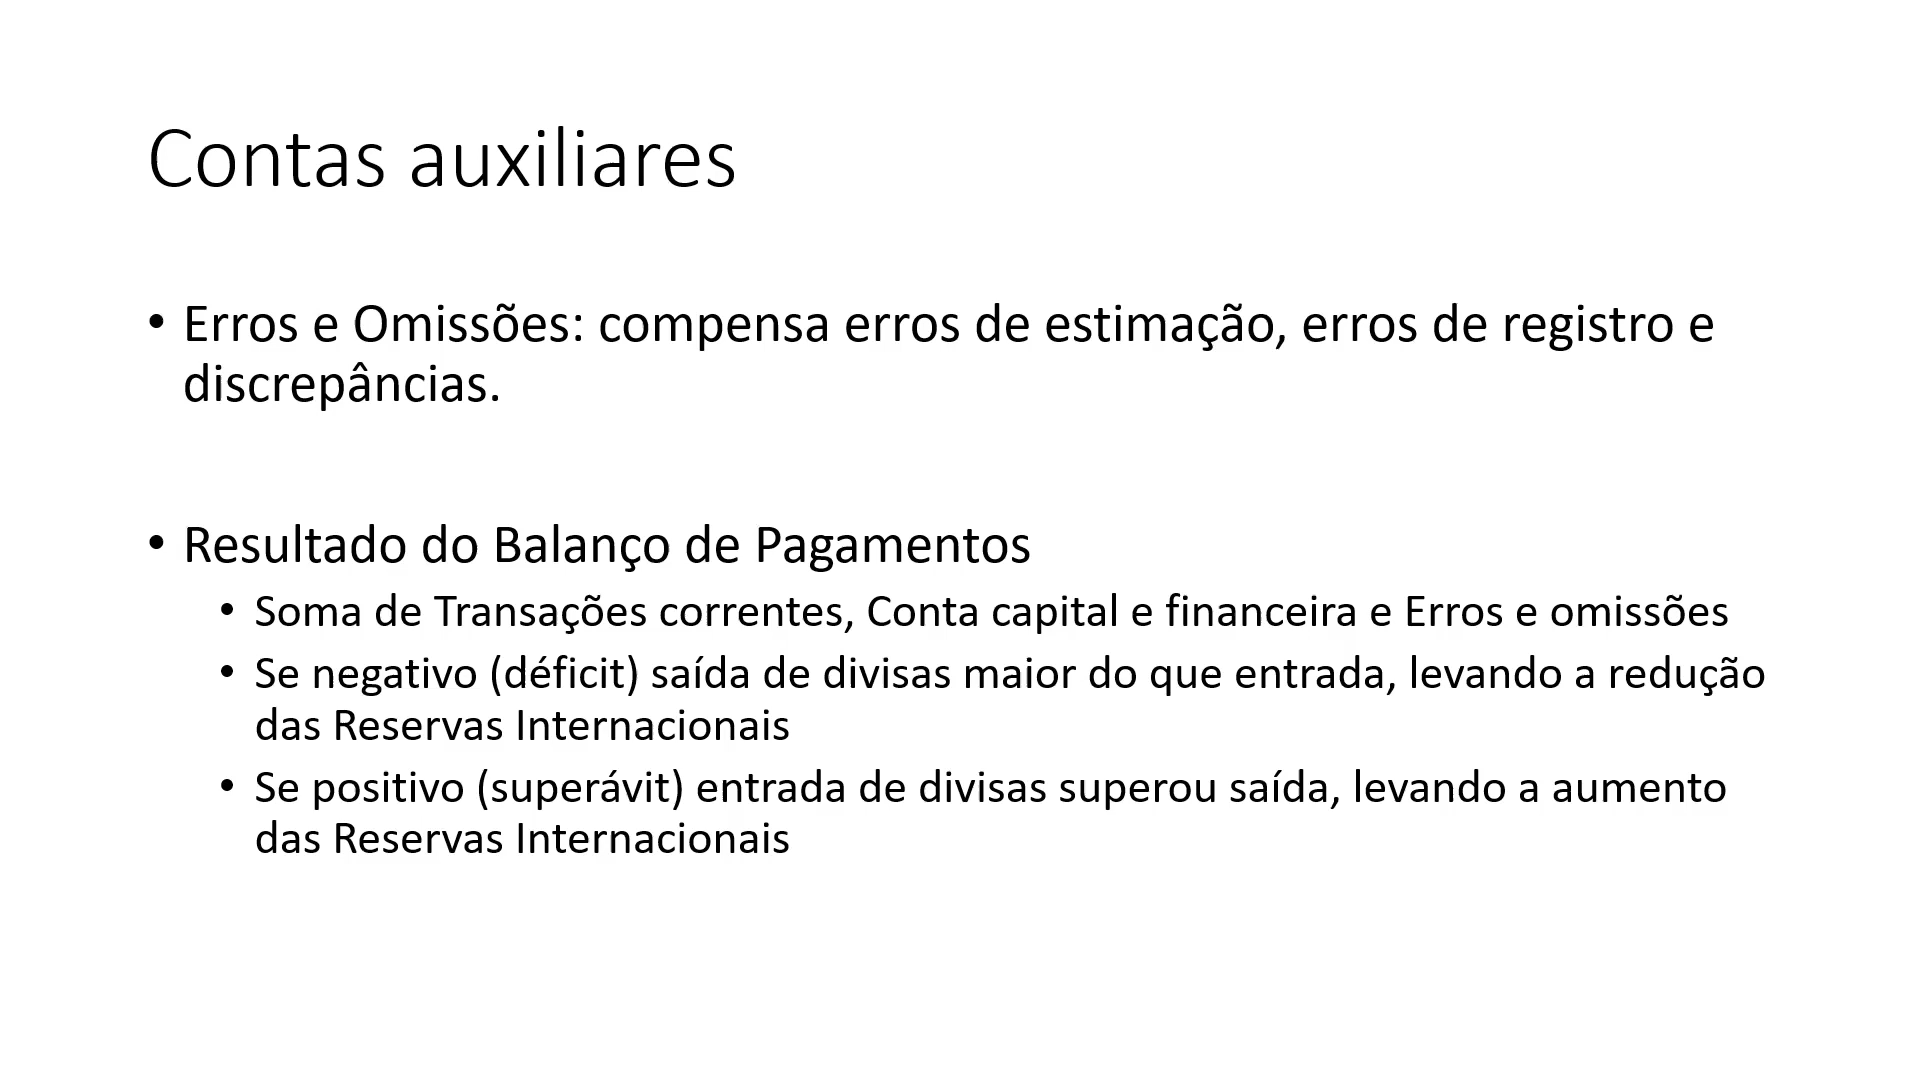 Contas auxiliares
• Erros e Omissões: compensa erros de estimação, erros de registro e
discrepâncias.
• Resultado do Balanço de Pagamentos
• Soma de Transações correntes, Conta capital e financeira e Erros e omissões
• Se negativo (déficit) saída de divisas maior do que entrada, levando a redução
das Reservas Internacionais
• Se positivo (superávit) entrada de divisas superou saída, levando a aumento
das Reservas Internacionais